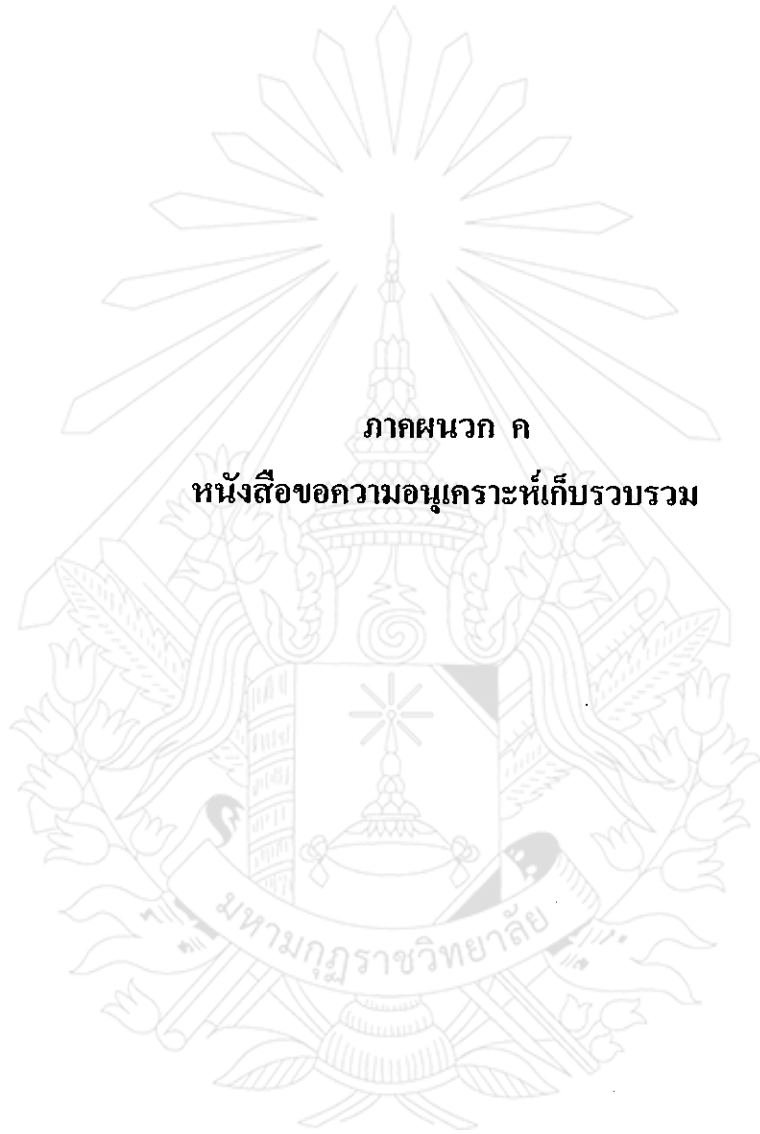 ภาคผนวก ค
หนังสือขอความอนุเคราะห์เก็บรวบรวม
มหามกุฏราชวิทยาลัย